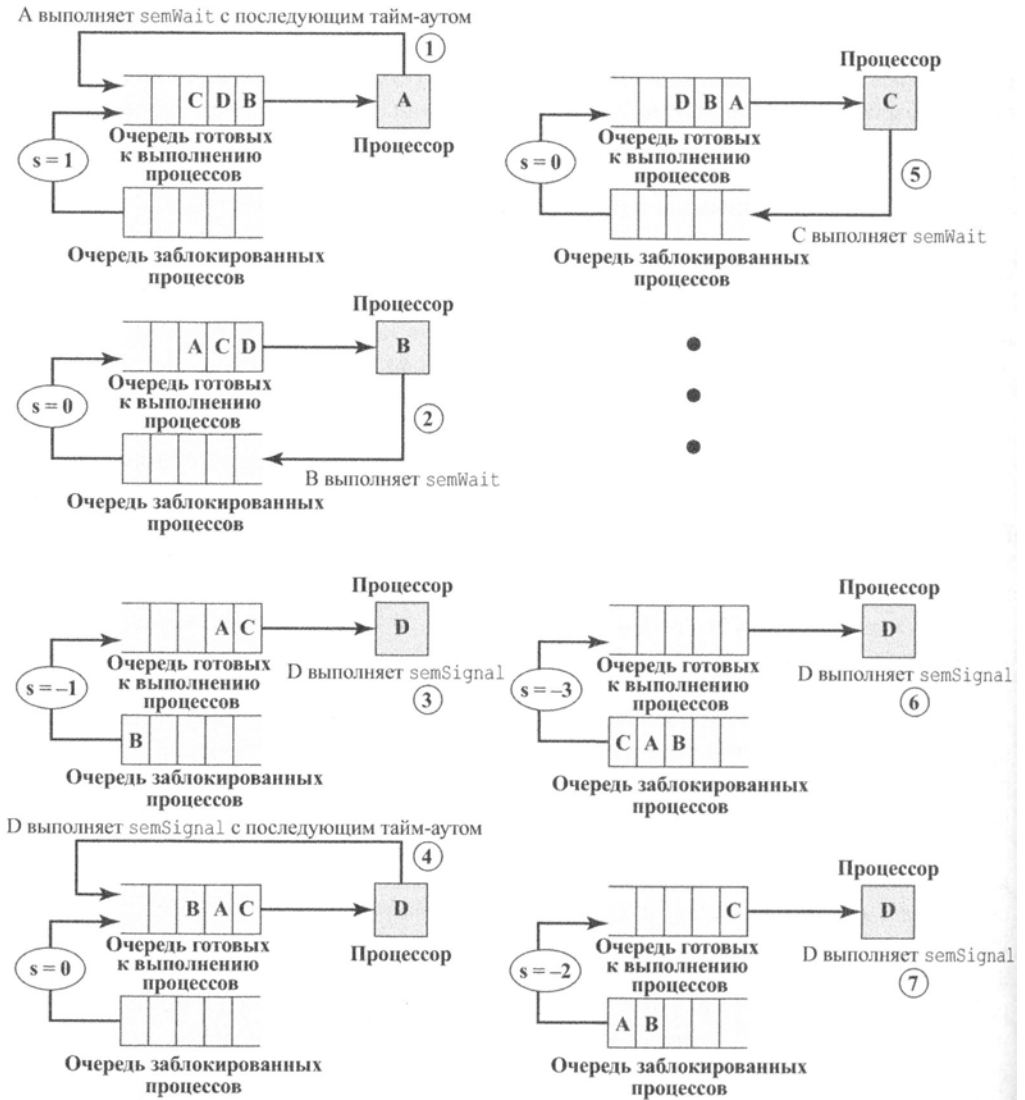 А выполняет semWait с последующим тайм-аутом
1
C D B
A
Очередь готовых
к выполнению
процессов
Процессор
s = 1
Очередь заблокированных
процессов
Процессор
A C D
B
Очередь готовых
к выполнению
процессов
s = 0
2
В выполняет semWait
Очередь заблокированных
процессов
Процессор
A C
D
Очередь готовых
к выполнению
процессов
D выполняет semSignal
3
s = –1
B
Очередь заблокированных
процессов
D выполняет semSignal с последующим тайм-аутом
4
B A C
D
Очередь готовых
к выполнению
процессов
Процессор
s = 0
Очередь заблокированных
процессов
Процессор
D B A
C
Очередь готовых
к выполнению
процессов
s = 0
5
С выполняет semWait
Очередь заблокированных
процессов
Процессор
D
Очередь готовых
к выполнению
процессов
D выполняет semSignal
6
s = –3
C A B
Очередь заблокированных
процессов
Процессор
C
D
Очередь готовых
к выполнению
процессов
D выполняет semSignal
7
s = –2
A B
Очередь заблокированных
процессов